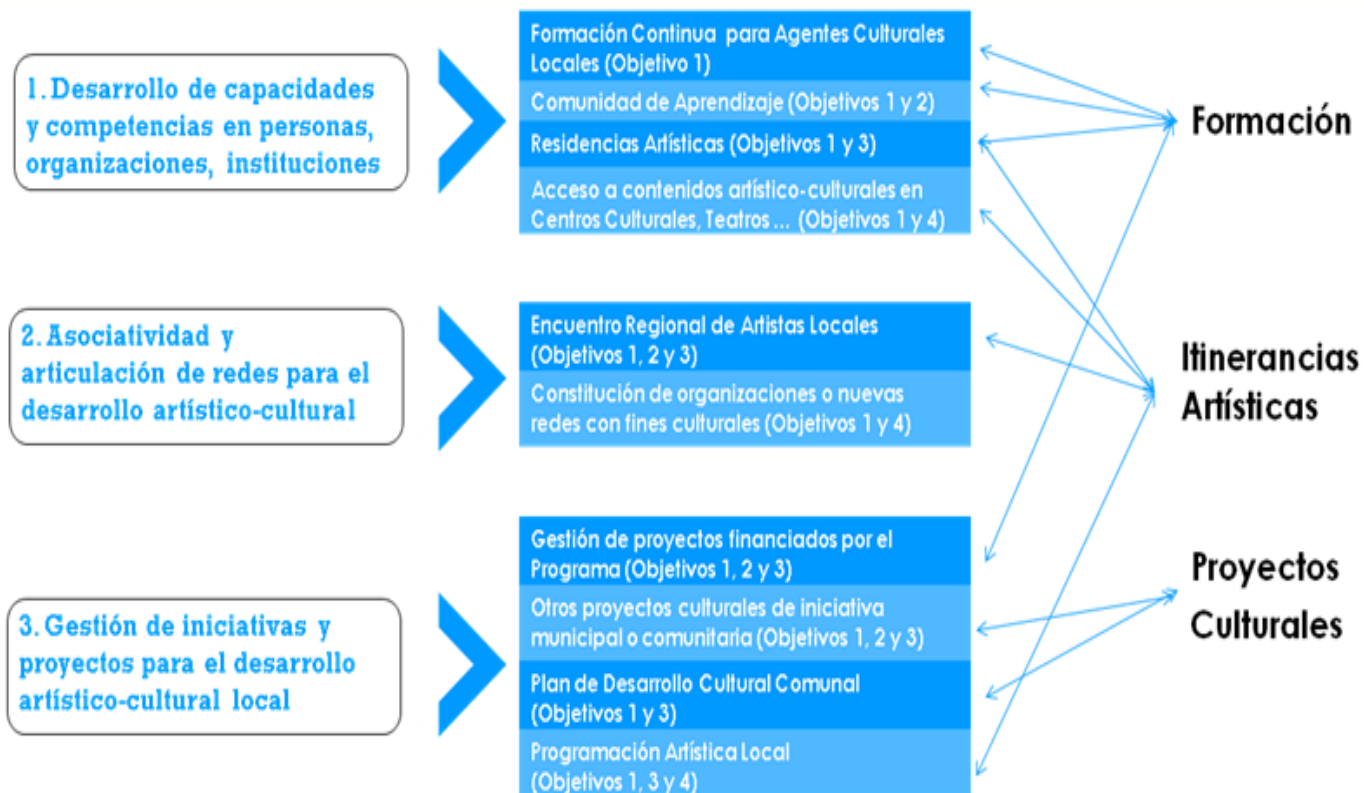 1. Desarrollo de capacidades
y competencias en personas,
organizaciones, instituciones
Formación Continua para Agentes Culturales
Locales (Objetivo 1)
Comunidad de Aprendizaje (Objetivos 1 y 2)
Residencias Artísticas (Objetivos 1 y 3)
Acceso a contenidos artístico-culturales en
Centros Culturales, Teatros ... (Objetivos 1 y 4)
Formación
2. Asociatividad y
articulación de redes para el
desarrollo artístico-cultural
Encuentro Regional de Artistas Locales
(Objetivos 1, 2 y 3)
Constitución de organizaciones o nuevas
redes con fines culturales (Objetivos 1 y 4)
Itinerancias
Artísticas
3. Gestión de iniciativas y
proyectos para el desarrollo
artístico-cultural local
Gestión de proyectos financiados por el
Programa (Objetivos 1, 2 y 3)
Otros proyectos culturales de iniciativa
municipal o comunitaria (Objetivos 1, 2 y 3)
Plan de Desarrollo Cultural Comunal
(Objetivos 1 y 3)
Programación Artística Local
(Objetivos 1, 3 y 4)
Proyectos
Culturales